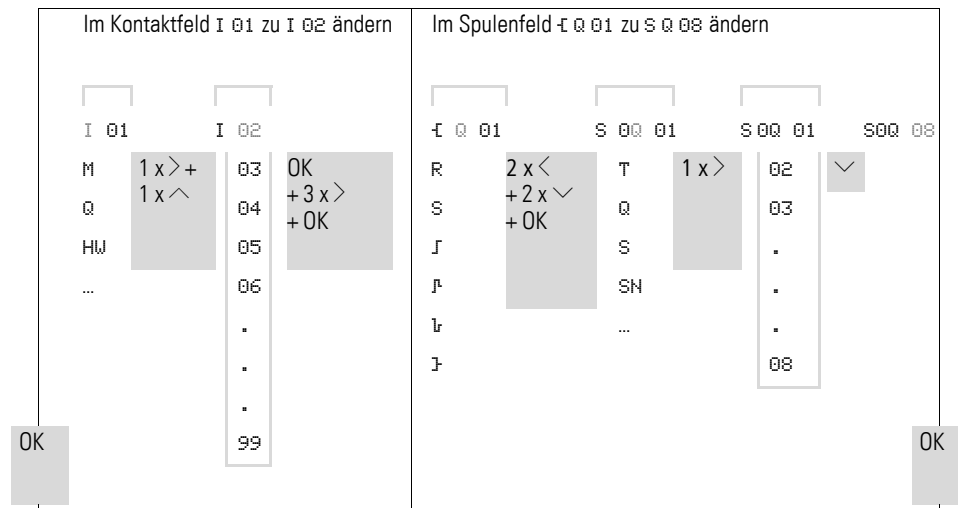 Im Kontaktfeld I 01 zu I 02 ändern
I 01 I 02
M 1 x > + 03 OK
1 x ^ + 3 x >
Q 04 + OK
HW 05
... 06
.
.
.
OK 99
Im Spulenfeld Ɛ Q 01 zu S Q 08 ändern
Q 01 S 0Q 01 S 0Q 01 S0Q 08
R 2 x < T 1 x > 02 ﹀
+ 2 x ﹀
S + OK Q 03
S .
SN .
... .
08
OK